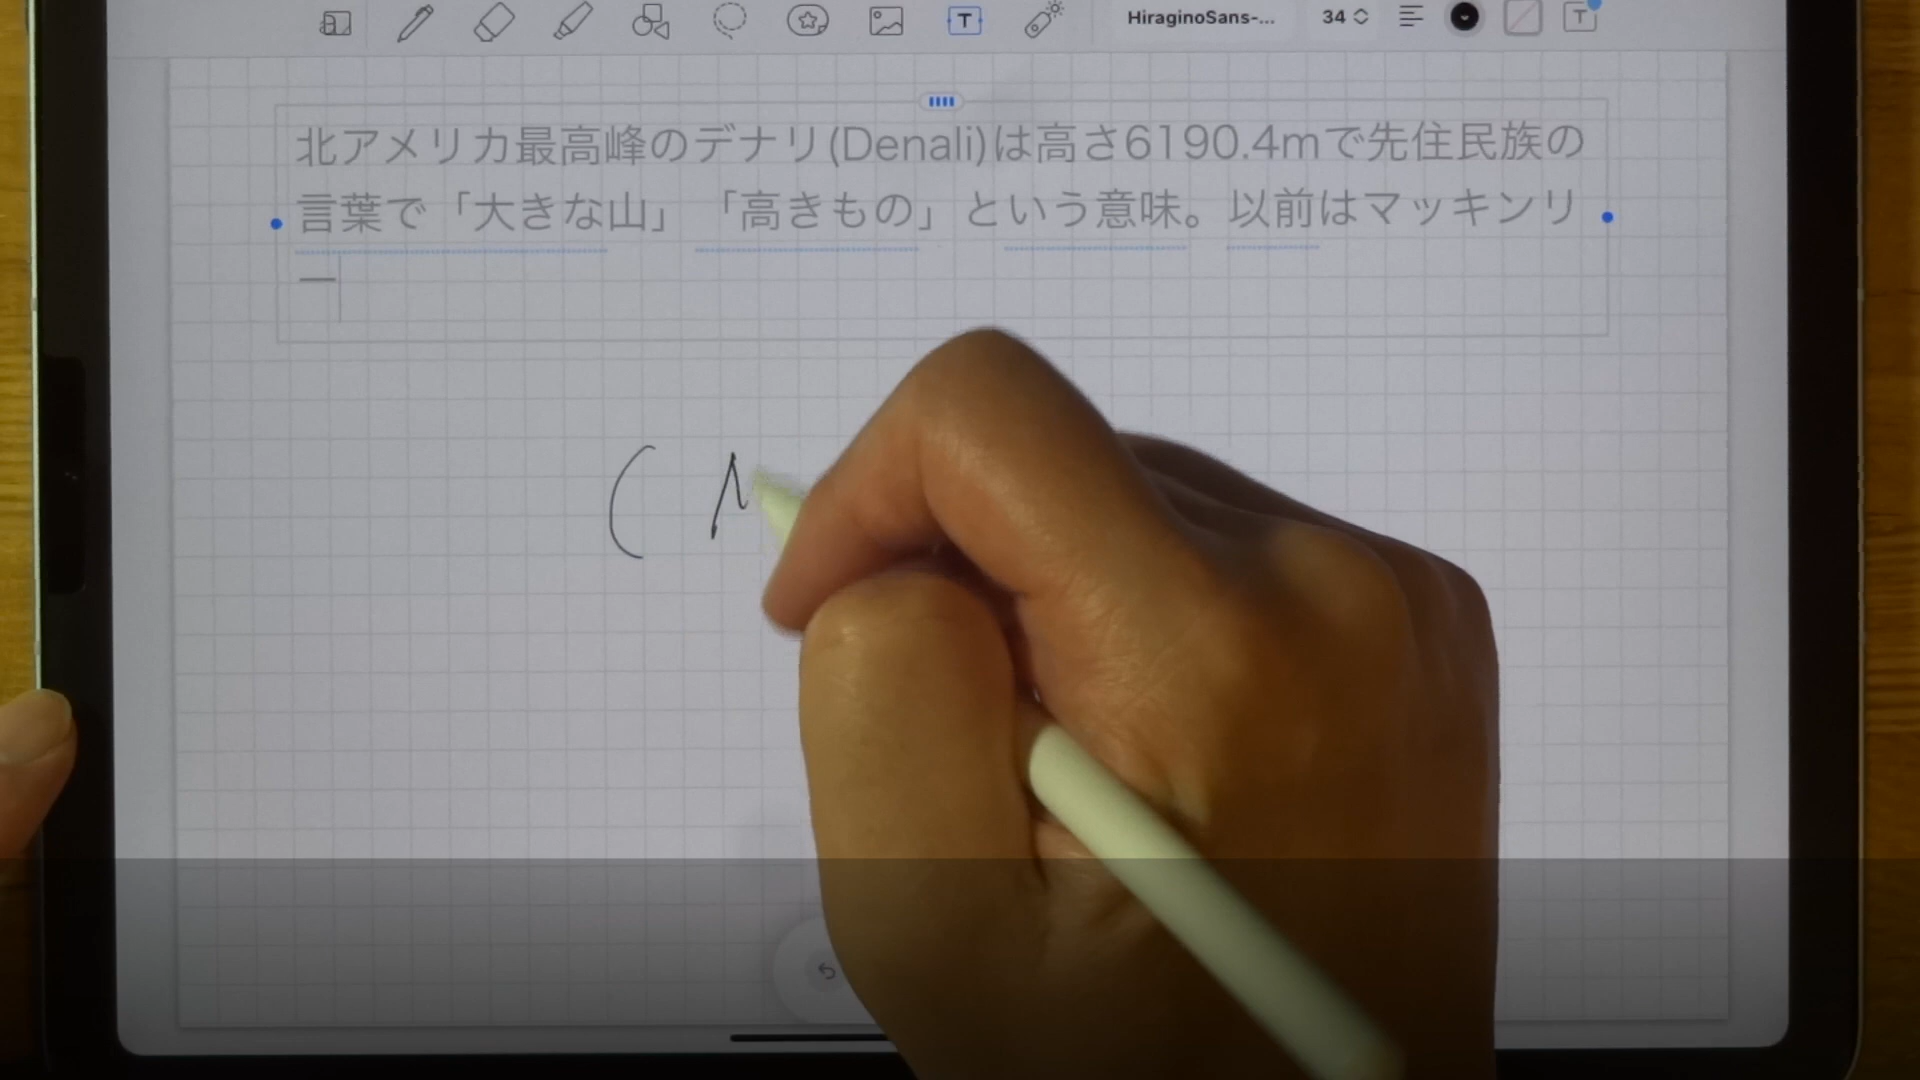 HiraginoSans-... 34
北アメリカ最高峰のデナリ(Denali)は高さ6190.4mで先住民族の
言葉で「大きな山」「高きもの」という意味。以前はマッキンリ
ー
(